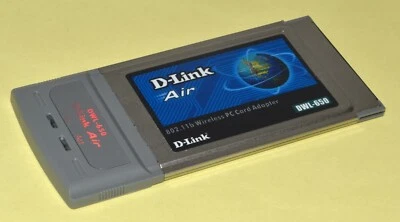 D-Link
Air
DWL-650
802.11b Wireless PC Card Adapter
D-Link
DWL-650
D-Link Air